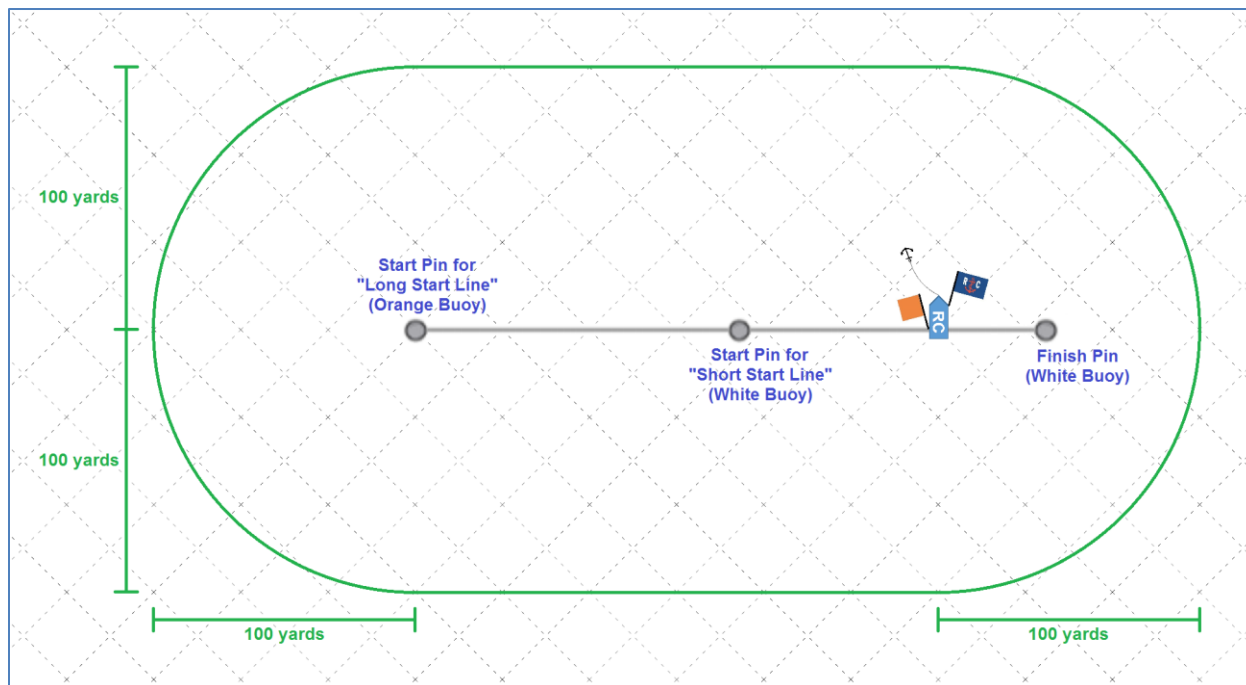 100 yards
Start Pin for
"Long Start Line"
(Orange Buoy)
R C
RC
Start Pin for
"Short Start Line"
(White Buoy)
Finish Pin
(White Buoy)
100 yards
100 yards
100 yards